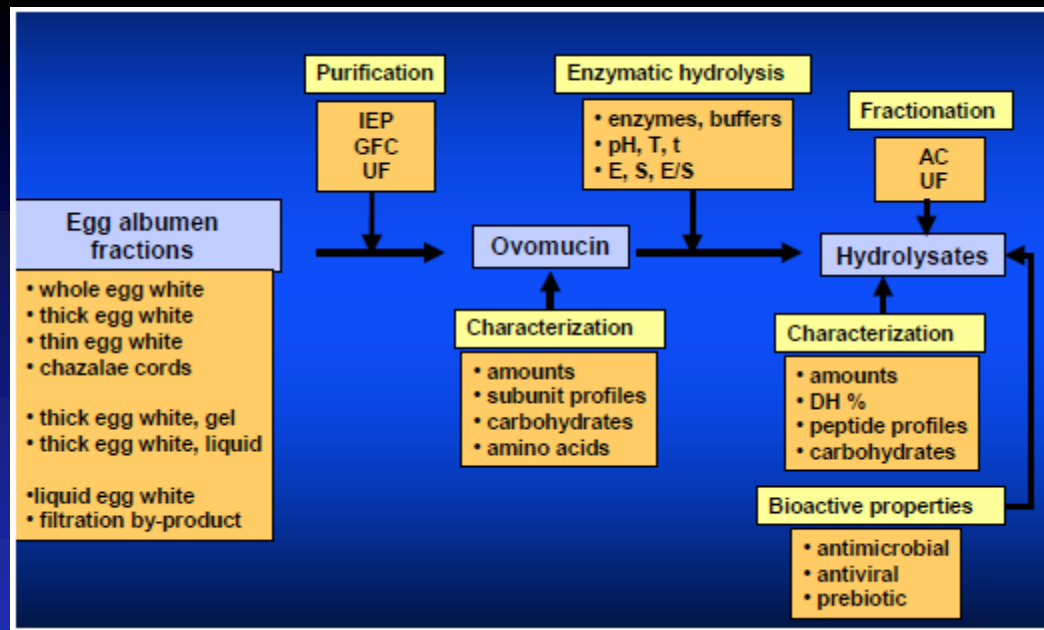 Purification
IEP
GFC
UF
Enzymatic hydrolysis
• enzymes, buffers
• pH, T, t
• E, S, E/S
Fractionation
AC
UF
Egg albumen
fractions
• whole egg white
• thick egg white
• thin egg white
• chazalae cords
• thick egg white, gel
• thick egg white, liquid
•liquid egg white
• filtration by-product
Ovomucin
Characterization
• amounts
• subunit profiles
• carbohydrates
• amino acids
Hydrolysates
Characterization
• amounts
• DH %
• peptide profiles
• carbohydrates
Bioactive properties
• antimicrobial
• antiviral
• prebiotic